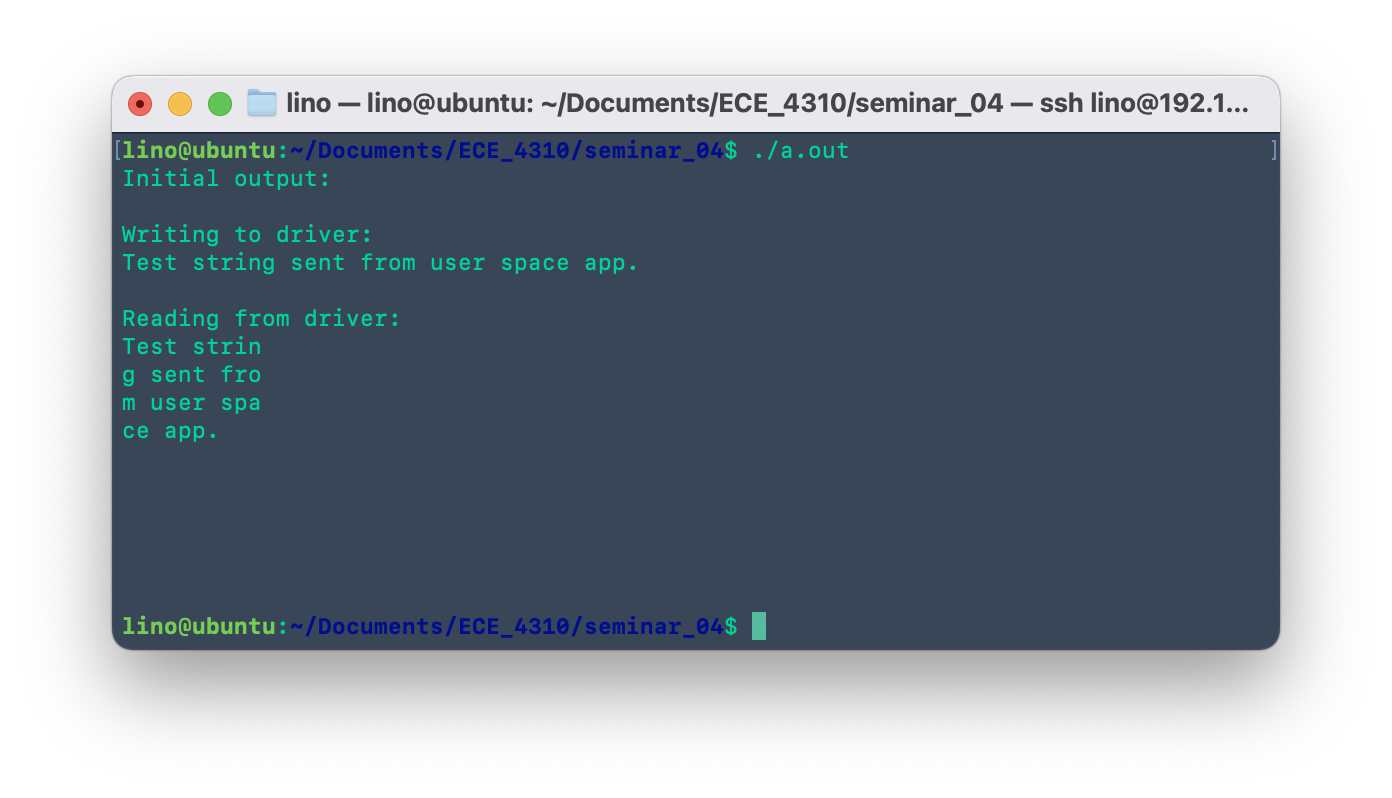 lino — lino@ubuntu: ~/Documents/ECE_4310/seminar_04 — ssh lino@192.1...
[lino@ubuntu:~/Documents/ECE_4310/seminar_04$ ./a.out ]
Initial output:
Writing to driver:
Test string sent from user space app.
Reading from driver:
Test strin
g sent fro
m user spa
ce app.
lino@ubuntu:~/Documents/ECE_4310/seminar_04$